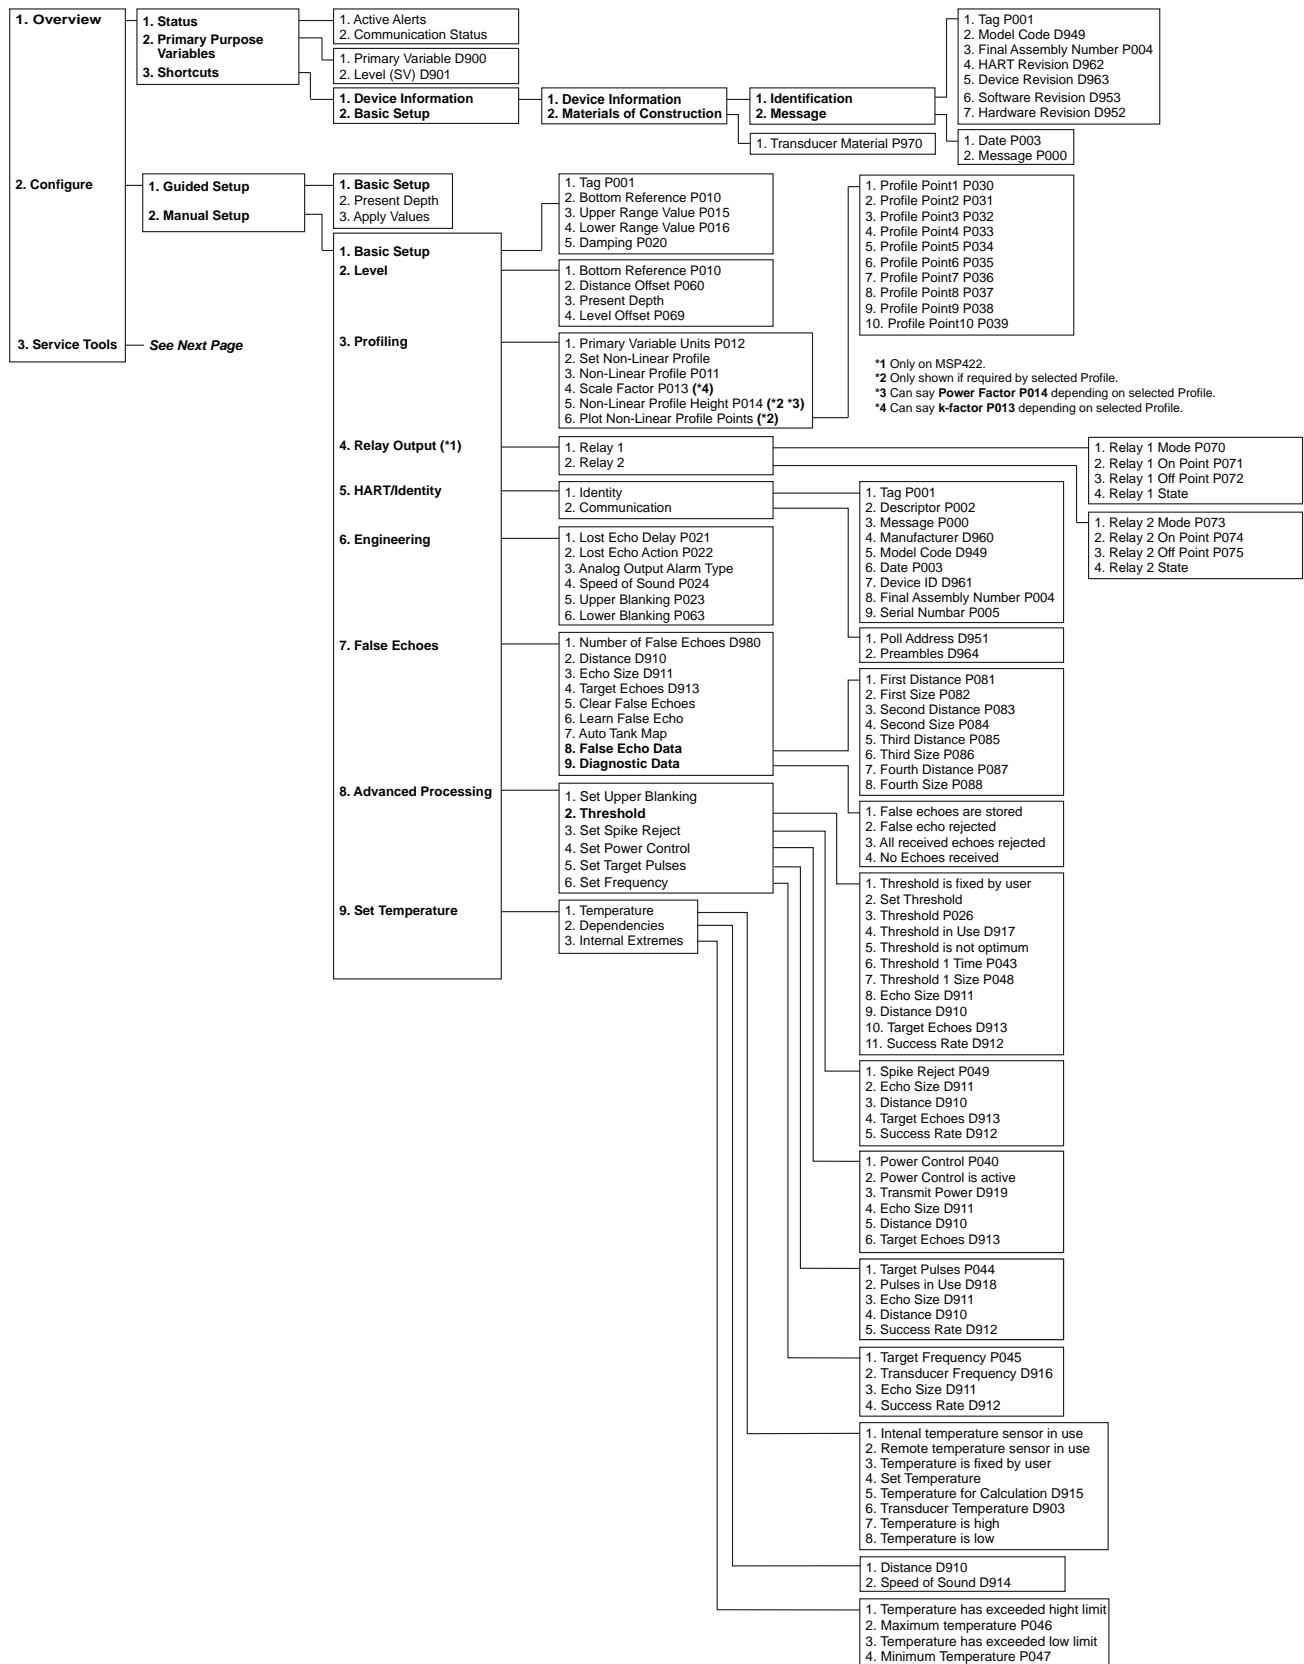 1. Overview
1. Status
2. Primary Purpose
Variables
3. Shortcuts
1. Active Alerts
2. Communication Status
1. Primary Variable D900
2. Level (SV) D901
1. Device Information
2. Basic Setup
1. Device Information
2. Materials of Construction
1. Identification
2. Message
1. Transducer Material P970
1. Tag P001
2. Model Code D949
3. Final Assembly Number P004
4. HART Revision D962
5. Device Revision D963
6. Software Revision D953
7. Hardware Revision D952
1. Date P003
2. Message P000
2. Configure
1. Guided Setup
2. Manual Setup
1. Basic Setup
2. Present Depth
3. Apply Values
1. Basic Setup
2. Level
3. Profiling
4. Relay Output (*1)
5. HART/Identity
6. Engineering
7. False Echoes
8. Advanced Processing
9. Set Temperature
3. Service Tools
See Next Page
1. Tag P001
2. Bottom Reference P010
3. Upper Range Value P015
4. Lower Range Value P016
5. Damping P020
1. Bottom Reference P010
2. Distance Offset P060
3. Present Depth
4. Level Offset P069
1. Primary Variable Units P012
2. Set Non-Linear Profile
3. Non-Linear Profile P011
4. Scale Factor P013 (*4)
5. Non-Linear Profile Height P014 (*2 *3)
6. Plot Non-Linear Profile Points (*2)
1. Profile Point1 P030
2. Profile Point2 P031
3. Profile Point3 P032
4. Profile Point4 P033
5. Profile Point5 P034
6. Profile Point6 P035
7. Profile Point7 P036
8. Profile Point8 P037
9. Profile Point9 P038
10. Profile Point10 P039
*1 Only on MSP422.
*2 Only shown if required by selected Profile.
*3 Can say Power Factor P014 depending on selected Profile.
*4 Can say k-factor P013 depending on selected Profile.
1. Relay 1
2. Relay 2
1. Relay 1 Mode P070
2. Relay 1 On Point P071
3. Relay 1 Off Point P072
4. Relay 1 State
1. Relay 2 Mode P073
2. Relay 2 On Point P074
3. Relay 2 Off Point P075
4. Relay 2 State
1. Identity
2. Communication
1. Tag P001
2. Descriptor P002
3. Message P000
4. Manufacturer D960
5. Model Code D949
6. Date P003
7. Device ID D961
8. Final Assembly Number P004
9. Serial Numbar P005
1. Poll Address D951
2. Preambles D964
1. Lost Echo Delay P021
2. Lost Echo Action P022
3. Analog Output Alarm Type
4. Speed of Sound P024
5. Upper Blanking P023
6. Lower Blanking P063
1. Number of False Echoes D980
2. Distance D910
3. Echo Size D911
4. Target Echoes D913
5. Clear False Echoes
6. Learn False Echo
7. Auto Tank Map
8. False Echo Data
9. Diagnostic Data
1. First Distance P081
2. First Size P082
3. Second Distance P083
4. Second Size P084
5. Third Distance P085
6. Third Size P086
7. Fourth Distance P087
8. Fourth Size P088
1. False echoes are stored
2. False echo rejected
3. All received echoes rejected
4. No Echoes received
1. Set Upper Blanking
2. Threshold
3. Set Spike Reject
4. Set Power Control
5. Set Target Pulses
6. Set Frequency
1. Threshold is fixed by user
2. Set Threshold
3. Threshold P026
4. Threshold in Use D917
5. Threshold is not optimum
6. Threshold 1 Time P043
7. Threshold 1 Size P048
8. Echo Size D911
9. Distance D910
10. Target Echoes D913
11. Success Rate D912
1. Spike Reject P049
2. Echo Size D911
3. Distance D910
4. Target Echoes D913
5. Success Rate D912
1. Power Control P040
2. Power Control is active
3. Transmit Power D919
4. Echo Size D911
5. Distance D910
6. Target Echoes D913
1. Target Pulses P044
2. Pulses in Use D918
3. Echo Size D911
4. Distance D910
5. Success Rate D912
1. Target Frequency P045
2. Transducer Frequency D916
3. Echo Size D911
4. Success Rate D912
1. Temperature
2. Dependencies
3. Internal Extremes
1. Intenal temperature sensor in use
2. Remote temperature sensor in use
3. Temperature is fixed by user
4. Set Temperature
5. Temperature for Calculation D915
6. Transducer Temperature D903
7. Temperature is high
8. Temperature is low
1. Distance D910
2. Speed of Sound D914
1. Temperature has exceeded hight limit
2. Maximum temperature P046
3. Temperature has exceeded low limit
4. Minimum Temperature P047